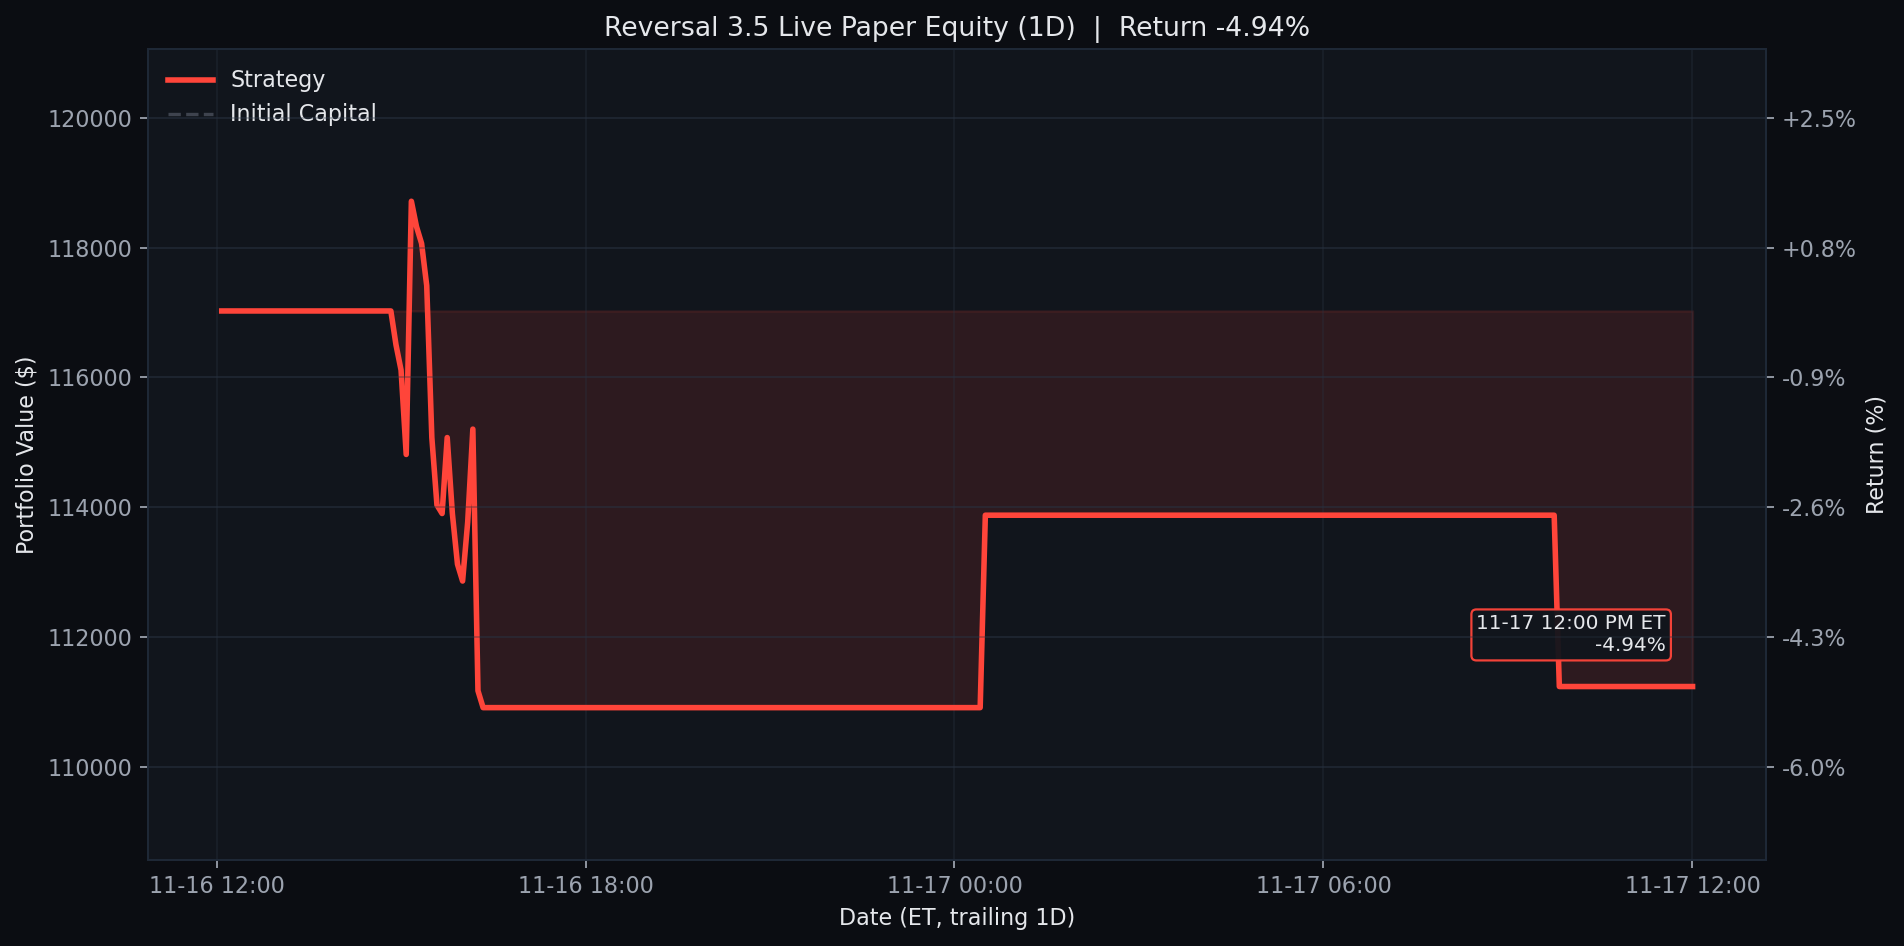 Reversal 3.5 Live Paper Equity (1D)  |  Return -4.94%
Strategy
Initial Capital
120000
118000
116000
114000
112000
110000
Portfolio Value ($)
+2.5%
+0.8%
-0.9%
-2.6%
-4.3%
-6.0%
Return (%)
11-17 12:00 PM ET
-4.94%
11-16 12:00
11-16 18:00
11-17 00:00
11-17 06:00
11-17 12:00
Date (ET, trailing 1D)